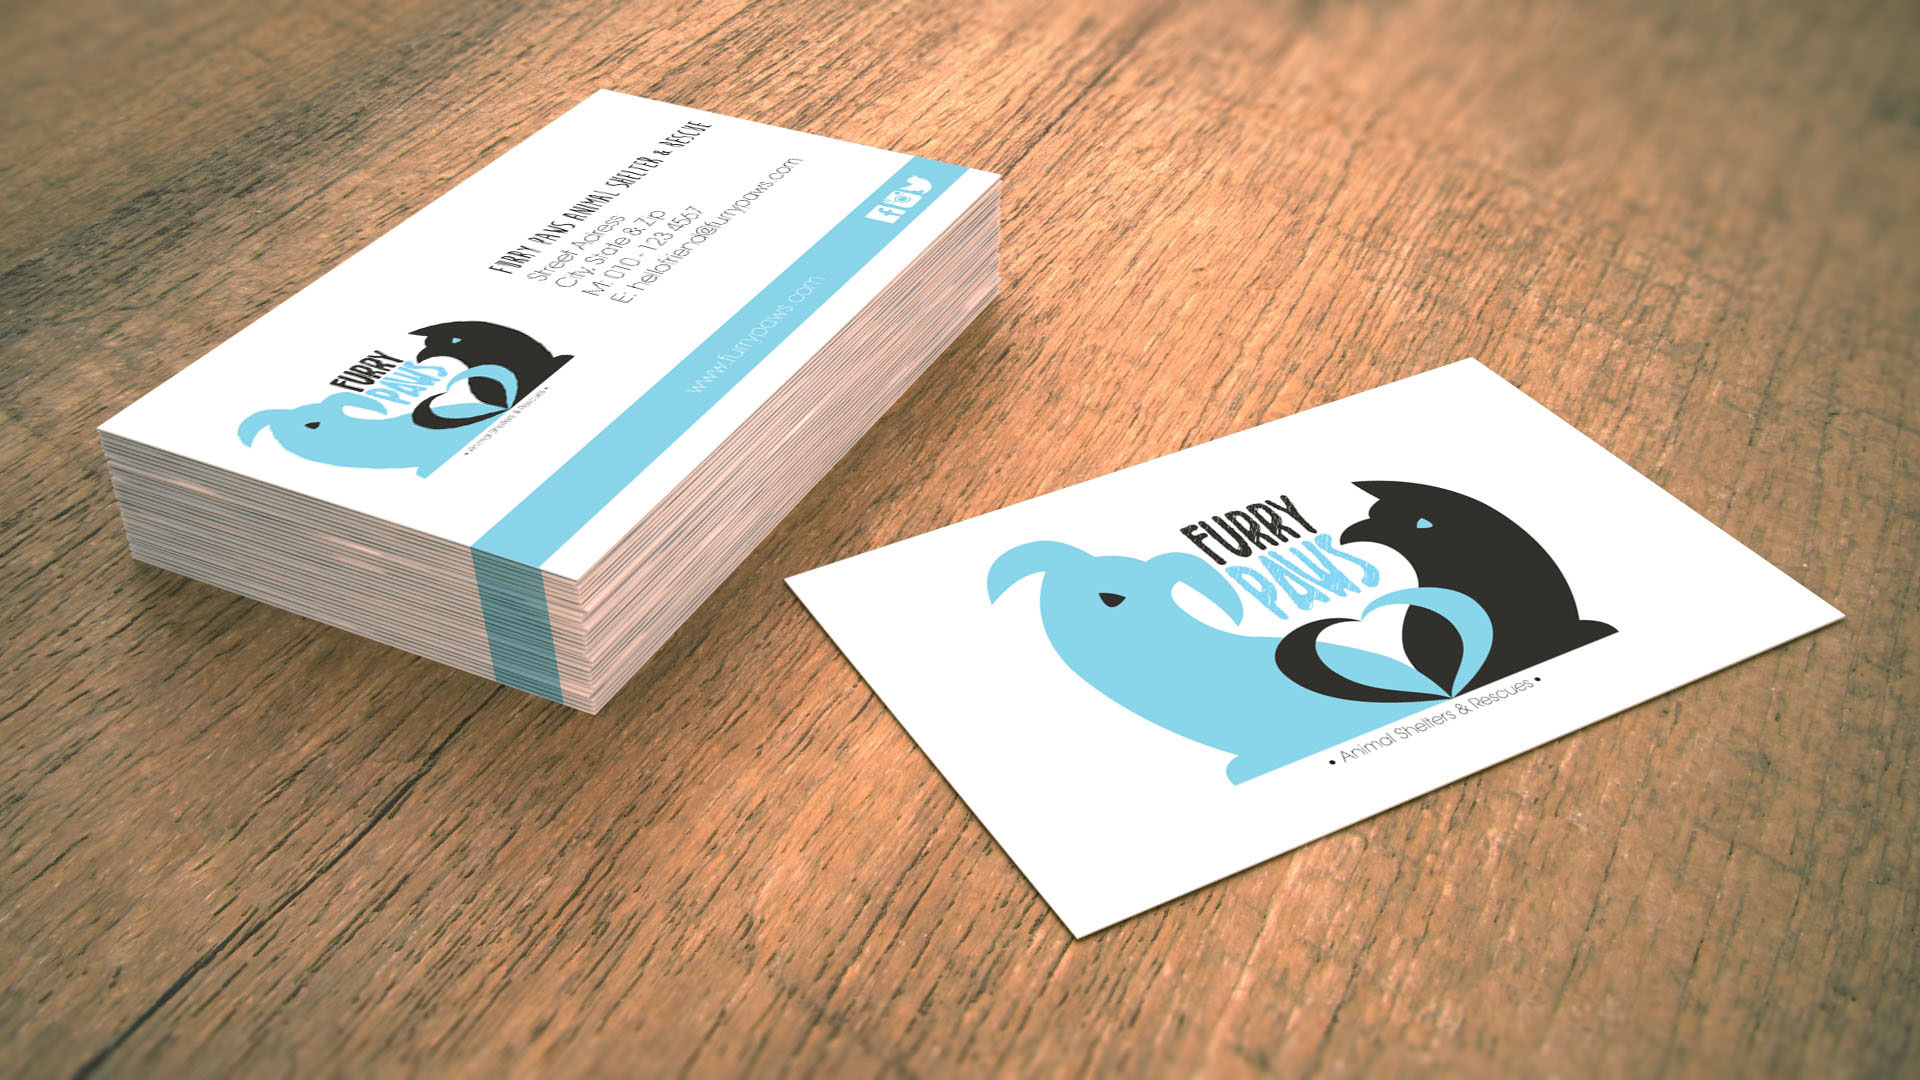 FURRY PAWS ANIMAL SHELTER & RESCUE
Street Adress
City, State & Zip
M: 010 - 123 4567
E: hellofriend@furrypaws.com
www.furrypaws.com
FURRY
PAWS
• Animal Shelters & Rescues •
FURRY
PAWS
• Animal Shelters & Rescues •